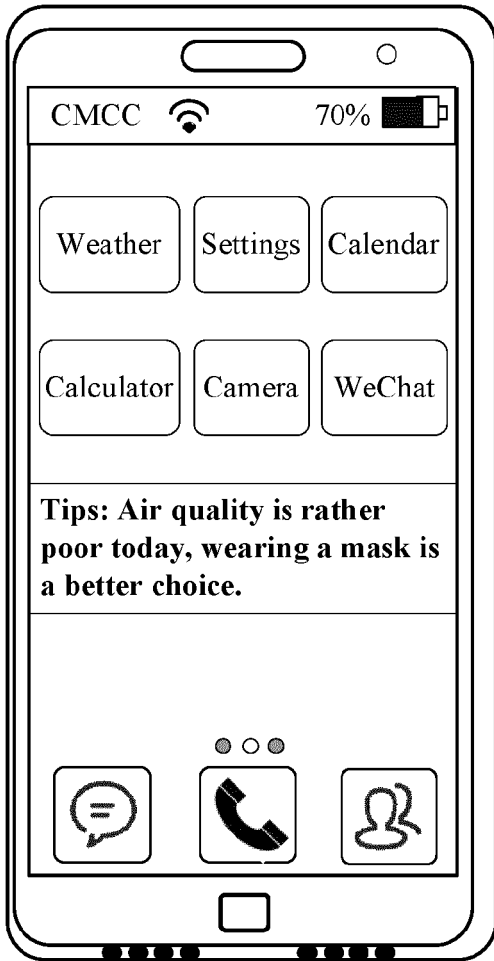 CMCC 70%
Weather Settings Calendar
Calculator Camera WeChat
Tips: Air quality is rather
poor today, wearing a mask is
a better choice.